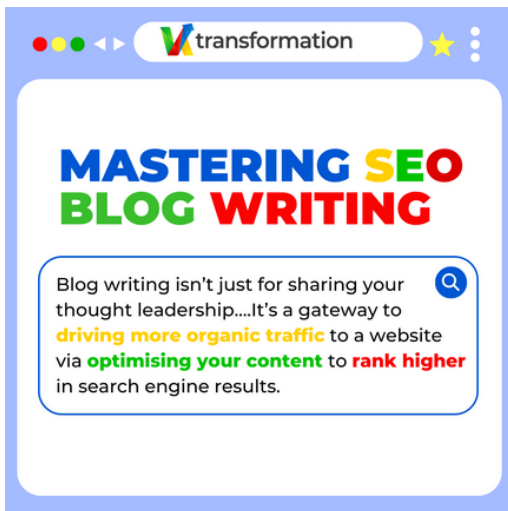 transformation
MASTERING SEO
BLOG WRITING
Blog writing isn't just for sharing your
thought leadership....It's a gateway to
driving more organic traffic to a website
via optimising your content to rank higher
in search engine results.